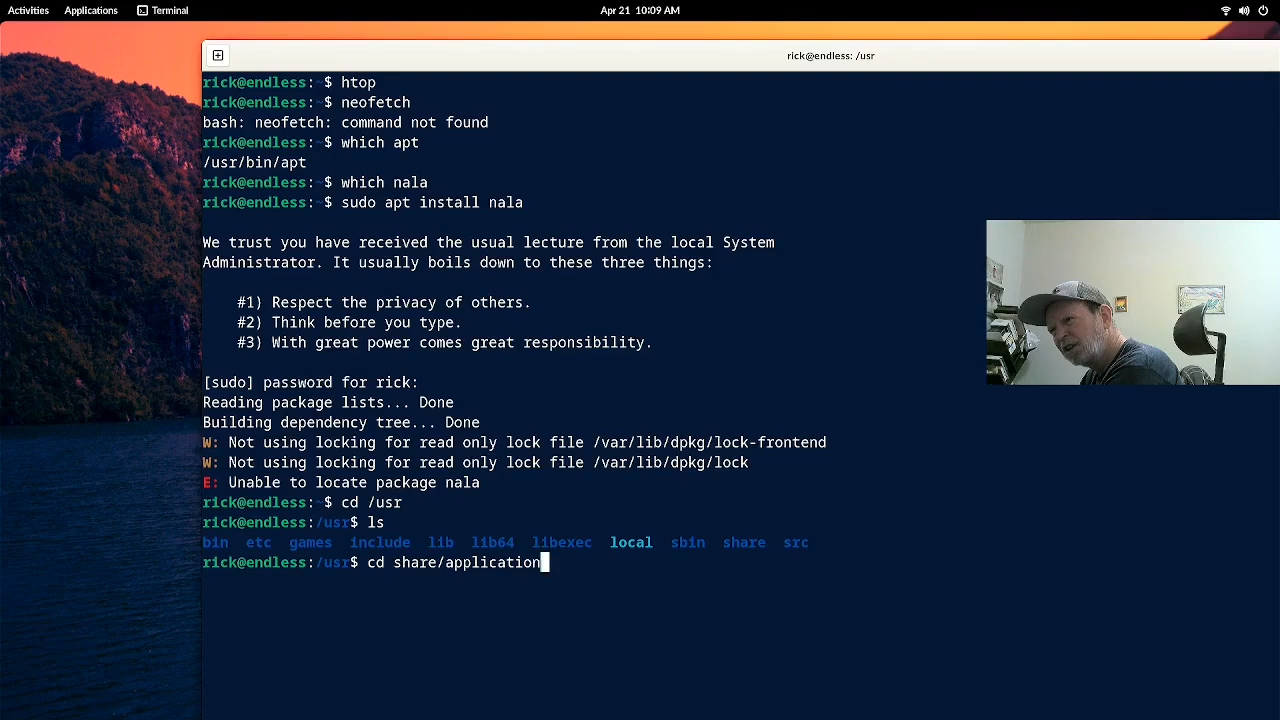 Activities Applications Terminal Apr 21 10:09 AM
rick@endless: /usr
rick@endless:~$ htop
rick@endless:~$ neofetch
bash: neofetch: command not found
rick@endless:~$ which apt
/usr/bin/apt
rick@endless:~$ which nala
rick@endless:~$ sudo apt install nala
We trust you have received the usual lecture from the local System
Administrator. It usually boils down to these three things:
#1) Respect the privacy of others.
#2) Think before you type.
#3) With great power comes great responsibility.
[sudo] password for rick:
Reading package lists... Done
Building dependency tree... Done
W: Not using locking for read only lock file /var/lib/dpkg/lock-frontend
W: Not using locking for read only lock file /var/lib/dpkg/lock
E: Unable to locate package nala
rick@endless:~$ cd /usr
rick@endless:/usr$ ls
bin etc games include lib lib64 libexec local sbin share src
rick@endless:/usr$ cd share/application